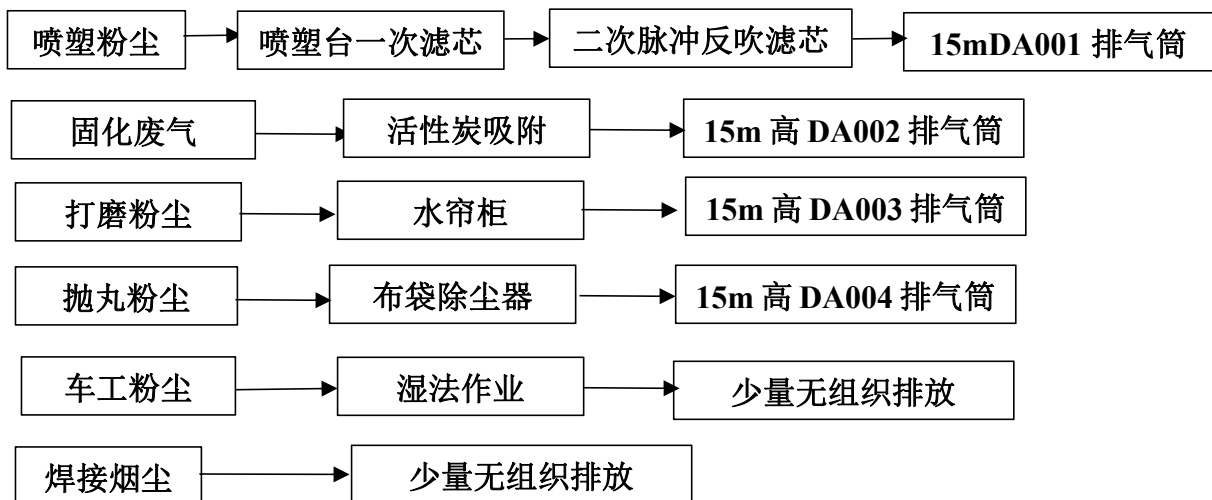 喷塑粉尘 喷塑台一次滤芯 二次脉冲反吹滤芯 15mDA001 排气筒
固化废气 活性炭吸附 15m 高 DA002 排气筒
打磨粉尘 水帘柜 15m 高 DA003 排气筒
抛丸粉尘 布袋除尘器 15m 高 DA004 排气筒
车工粉尘 湿法作业 少量无组织排放
焊接烟尘 少量无组织排放